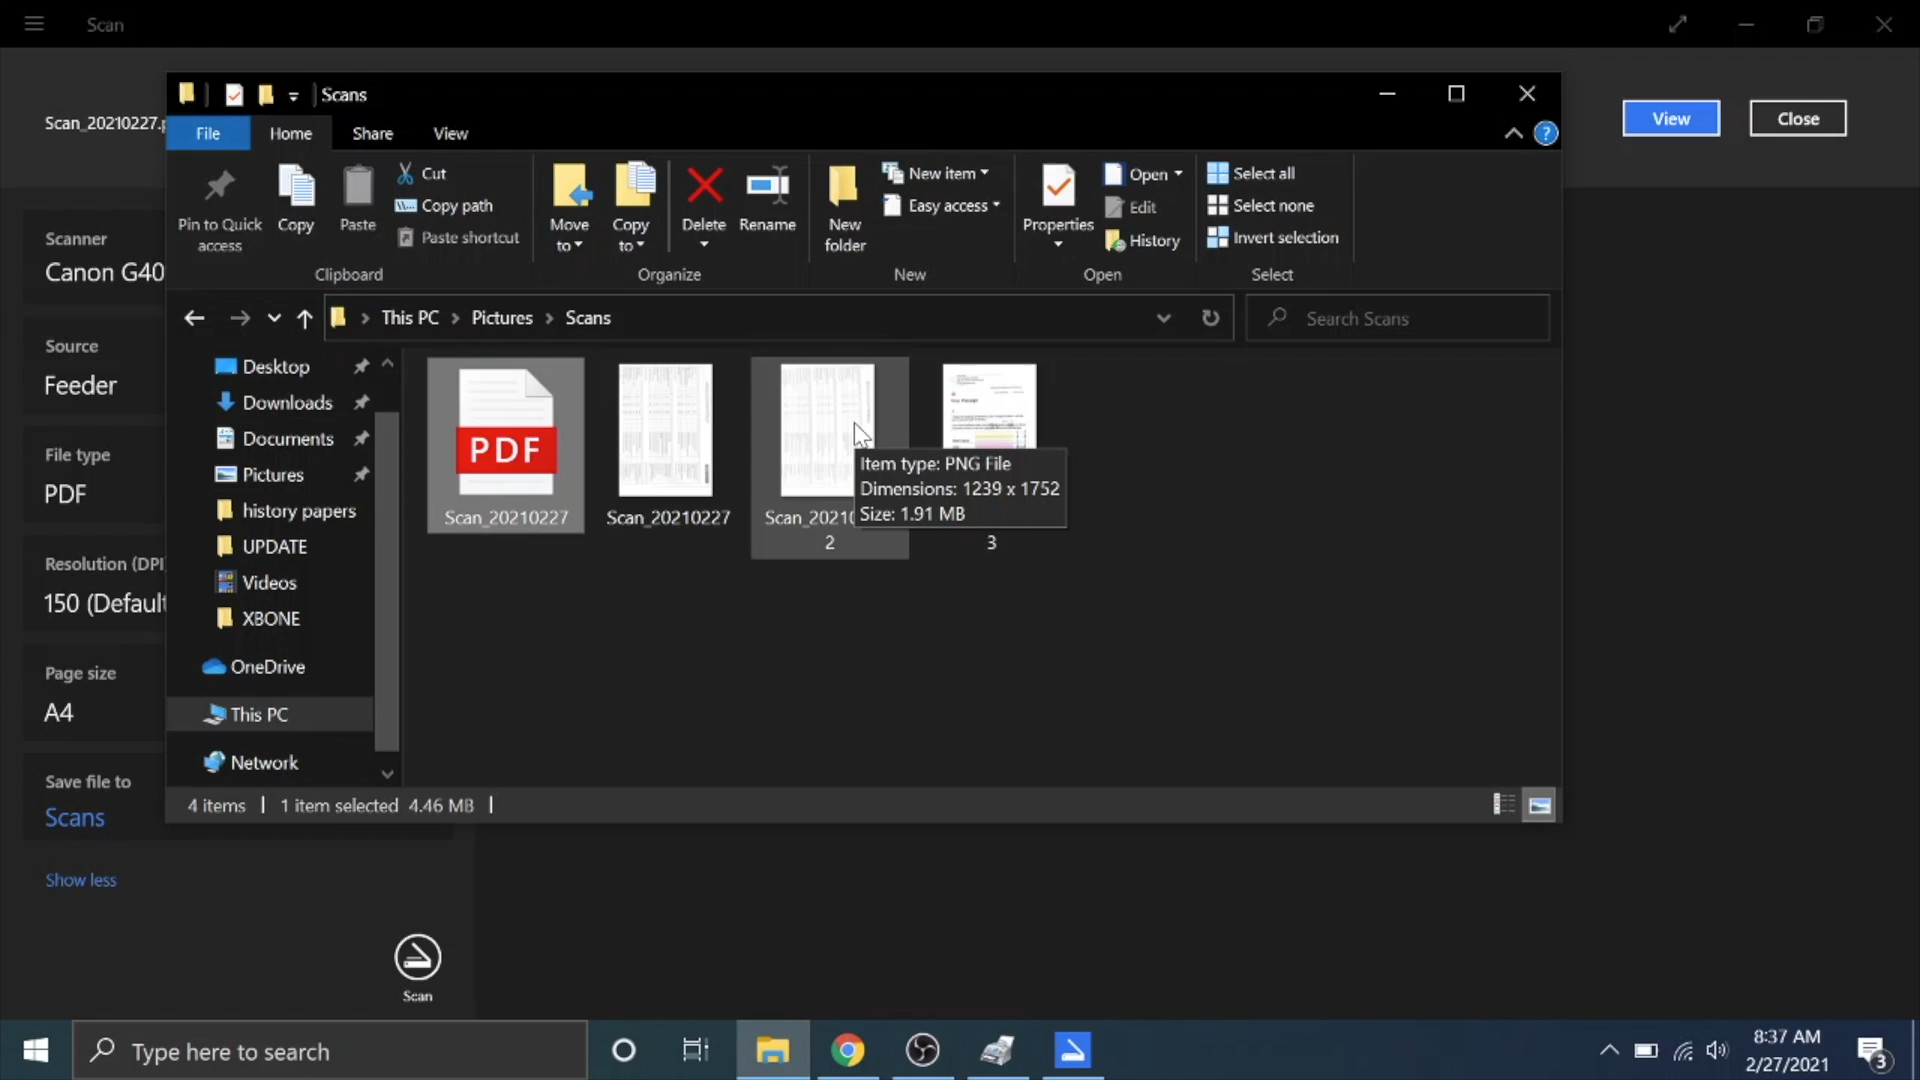 Scan
Scan_20210227.p
View
Close
Scanner
Canon G40
Source
Feeder
File type
PDF
Resolution (DPI
150 (Default
Page size
A4
Save file to
Scans
Show less
Scan
Scans
File
Home
Share
View
?
Pin to Quick
access
Copy
Paste
Cut
Copy path
Paste shortcut
Clipboard
Move
to
Copy
to
Delete
Rename
Organize
New
folder
New item
Easy access
New
Properties
Open
Edit
History
Open
Select all
Select none
Invert selection
Select
This PC > Pictures > Scans
Search Scans
Desktop
Downloads
Documents
Pictures
history papers
UPDATE
Videos
XBONE
OneDrive
This PC
Network
PDF
Scan_20210227
Scan_20210227
Scan_2021
2
3
Item type: PNG File
Dimensions: 1239 x 1752
Size: 1.91 MB
4 items
1 item selected 4.46 MB
Type here to search
8:37 AM
2/27/2021
3